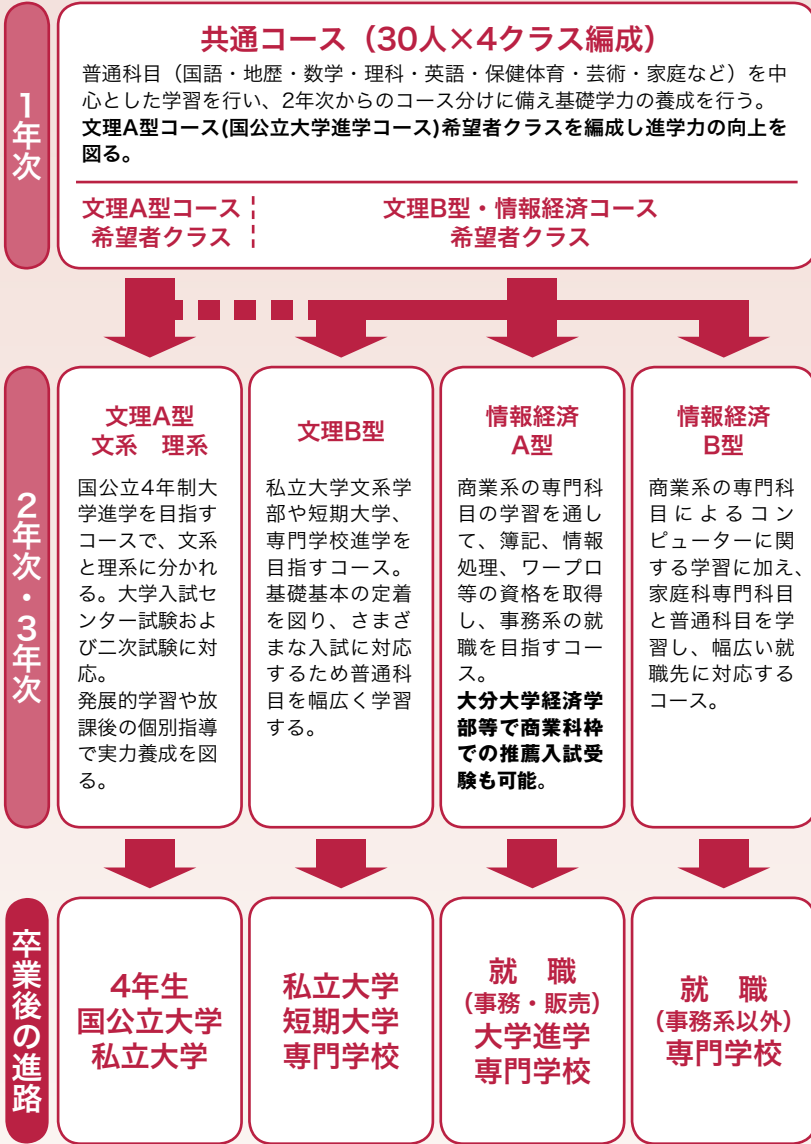 1年次
共通コース（30人×4クラス編成）
普通科目（国語・地歴・数学・理科・英語・保健体育・芸術・家庭など）を中
心とした学習を行い、2年次からのコース分けに備え基礎学力の養成を行う。
文理A型コース(国公立大学進学コース)希望者クラスを編成し進学力の向上を
図る。
文理A型コース
希望者クラス
文理B型・情報経済コース
希望者クラス
2年次・3年次
文理A型
文系　理系
国公立4年制大
学進学を目指す
コースで、文系
と理系に分かれ
る。大学入試セ
ンター試験およ
び二次試験に対
応。
発展的学習や放
課後の個別指導
で実力養成を図
る。
文理B型
私立大学文系学
部や短期大学、
専門学校進学を
目指すコース。
基礎基本の定着
を図り、さまざ
まな入試に対応
するため普通科
目を幅広く学習
する。
情報経済
A型
商業系の専門科
目の学習を通し
て、簿記、情報
処理、ワープロ
等の資格を取得
し、事務系の就
職を目指すコー
ス。
大分大学経済学
部等で商業科枠
での推薦入試受
験も可能。
情報経済
B型
商業系の専門科
目によるコン
ピューターに関
する学習に加え、
家庭科専門科目
と普通科目を学
習し、幅広い就
職先に対応する
コース。
卒業後の進路
4年生
国公立大学
私立大学
私立大学
短期大学
専門学校
就　職
（事務・販売）
大学進学
専門学校
就　職
（事務系以外）
専門学校